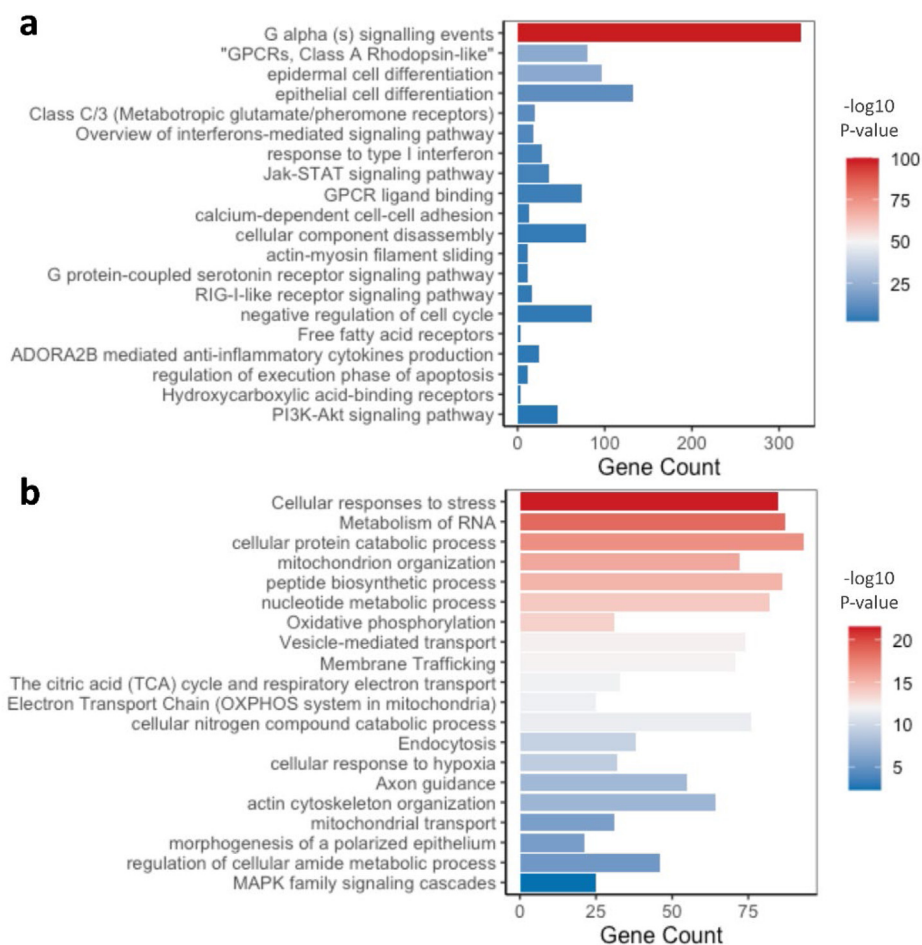 a
G alpha (s) signalling events
"GPCRs, Class A Rhodopsin-like"
epidermal cell differentiation
epithelial cell differentiation
Class C/3 (Metabotropic glutamate/pheromone receptors)
Overview of interferons-mediated signaling pathway
response to type I interferon
Jak-STAT signaling pathway
GPCR ligand binding
calcium-dependent cell-cell adhesion
cellular component disassembly
actin-myosin filament sliding
G protein-coupled serotonin receptor signaling pathway
RIG-I-like receptor signaling pathway
negative regulation of cell cycle
Free fatty acid receptors
ADORA2B mediated anti-inflammatory cytokines production
regulation of execution phase of apoptosis
Hydroxycarboxylic acid-binding receptors
PI3K-Akt signaling pathway
0 100 200 300
Gene Count
-log10
P-value
100
75
50
25
b
Cellular responses to stress
Metabolism of RNA
cellular protein catabolic process
mitochondrion organization
peptide biosynthetic process
nucleotide metabolic process
Oxidative phosphorylation
Vesicle-mediated transport
Membrane Trafficking
The citric acid (TCA) cycle and respiratory electron transport
Electron Transport Chain (OXPHOS system in mitochondria)
cellular nitrogen compound catabolic process
Endocytosis
cellular response to hypoxia
Axon guidance
actin cytoskeleton organization
mitochondrial transport
morphogenesis of a polarized epithelium
regulation of cellular amide metabolic process
MAPK family signaling cascades
0 25 50 75
Gene Count
-log10
P-value
20
15
10
5